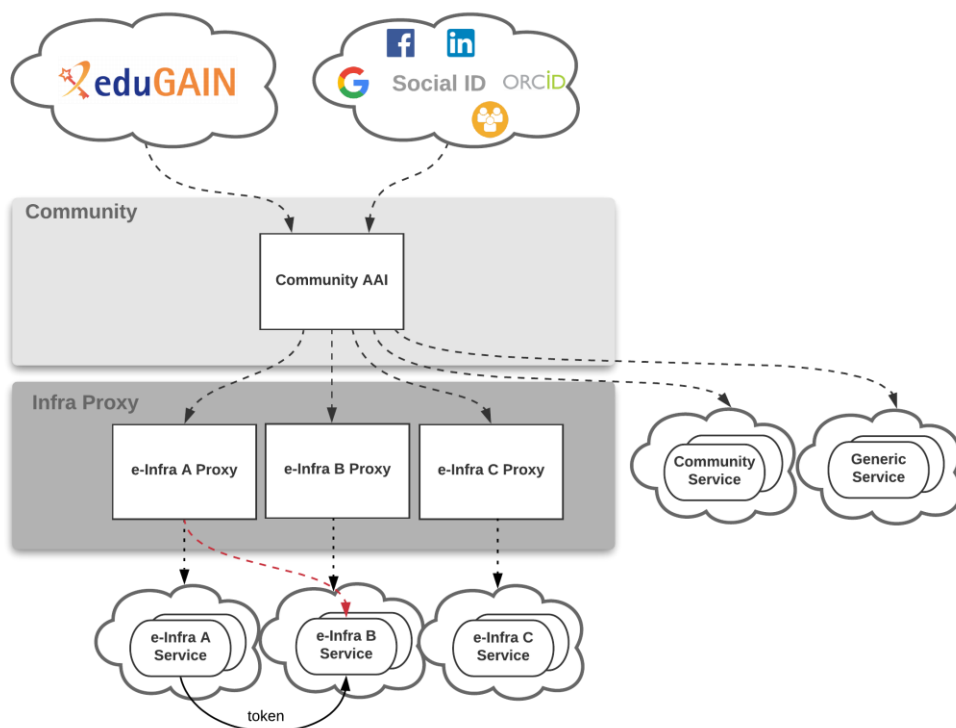 eduGAIN
Social ID
ORCID
Community
Community AAI
Infra Proxy
e-Infra A Proxy
e-Infra B Proxy
e-Infra C Proxy
Community
Service
Generic
Service
e-Infra A
Service
e-Infra B
Service
e-Infra C
Service
token